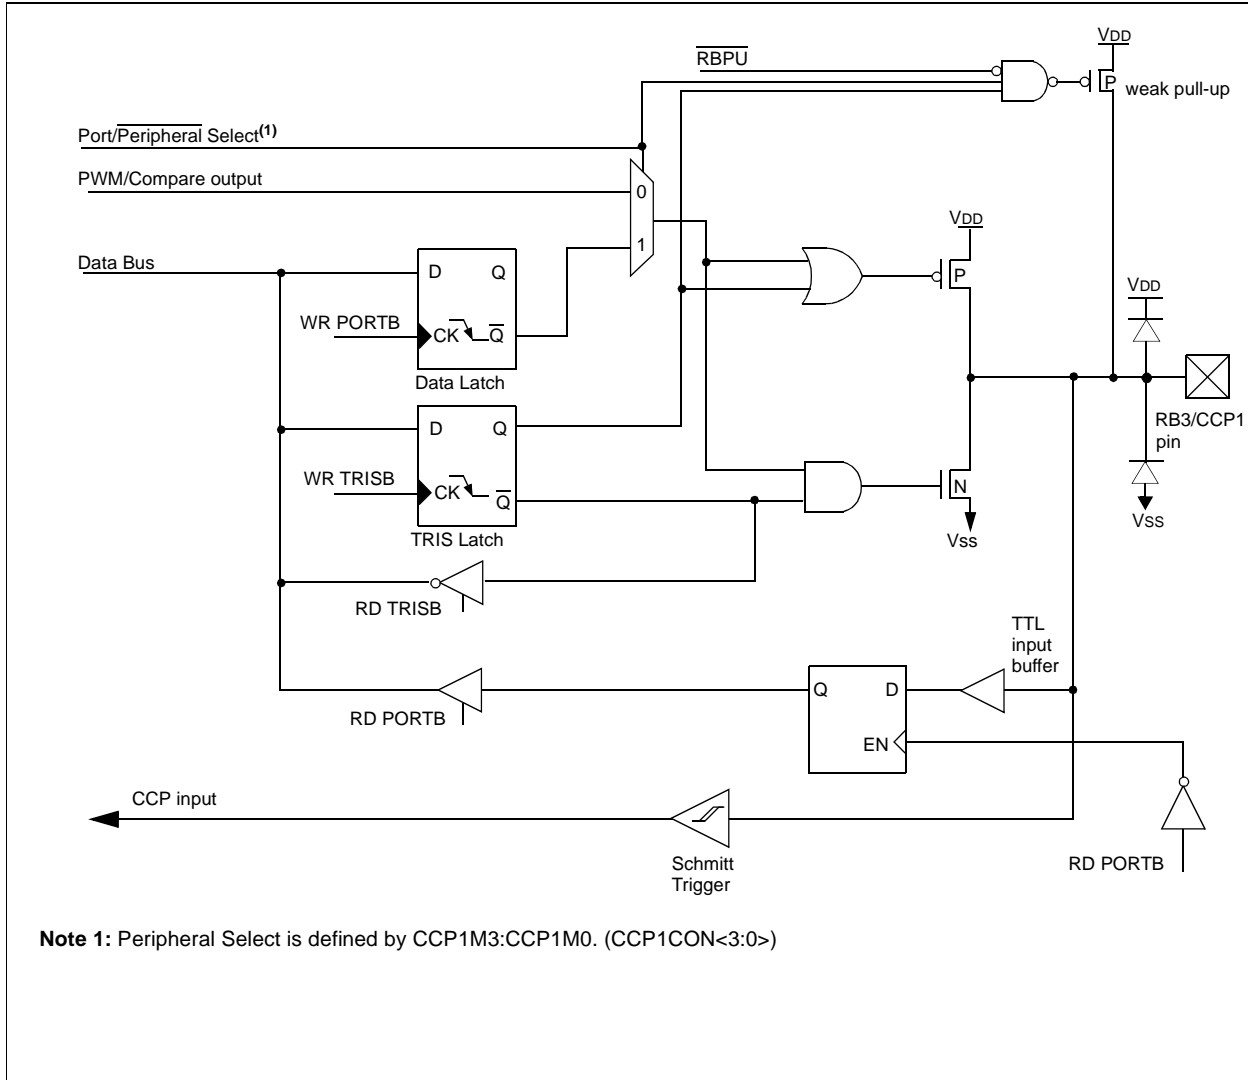 VDD
R̅B̅P̅U̅
P
weak pull-up
Port/P̅e̅r̅i̅p̅h̅e̅r̅a̅l̅ Select(1)
PWM/Compare output
0
VDD
1
Data Bus
D Q
P
VDD
WR PORTB
CK Q̅
Data Latch
D Q
RB3/CCP1
pin
WR TRISB
CK Q̅
N
VSS
TRIS Latch
Vss
RD TRISB
TTL
input
buffer
Q D
RD PORTB
EN
CCP input
Schmitt
Trigger
RD PORTB
Note 1: Peripheral Select is defined by CCP1M3:CCP1M0. (CCP1CON<3:0>)